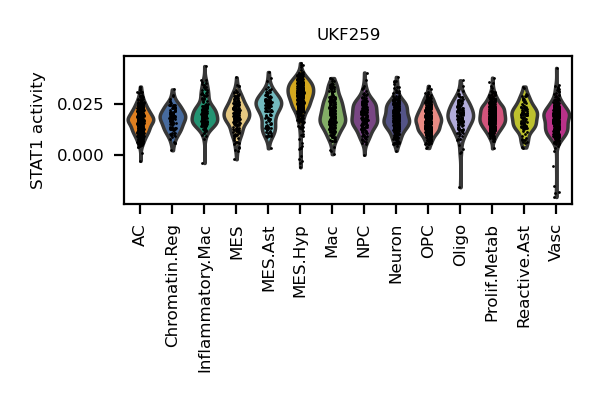 UKF259
STAT1 activity
0.025
0.000
AC
Chromatin.Reg
Inflammatory.Mac
MES
MES.Ast
MES.Hyp
Mac
NPC
Neuron
OPC
Oligo
Prolif.Metab
Reactive.Ast
Vasc